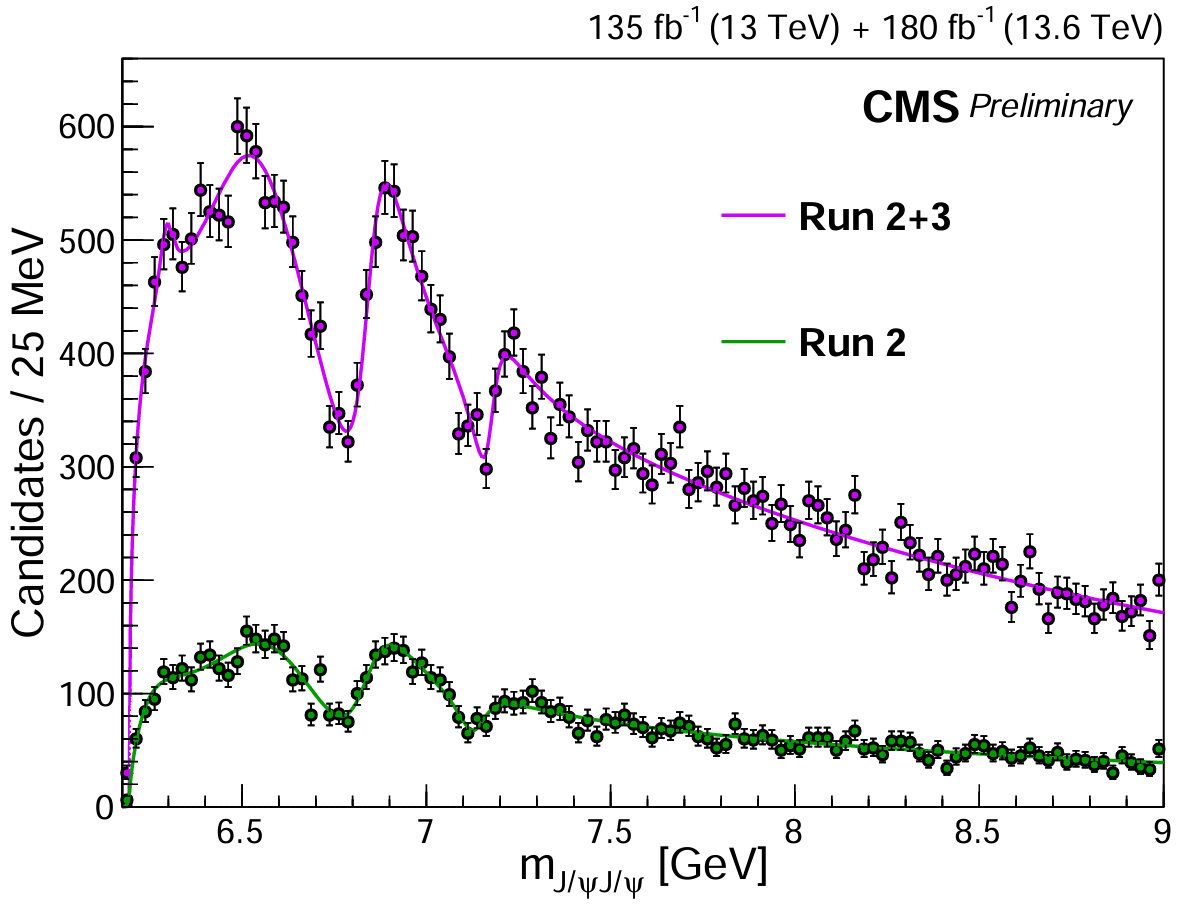 135 fb⁻¹ (13 TeV) + 180 fb⁻¹ (13.6 TeV)
CMS Preliminary
Run 2+3
Run 2
Candidates / 25 MeV
600
500
400
300
200
100
0
6.5 7 7.5 8 8.5 9
m_J/ψJ/ψ [GeV]